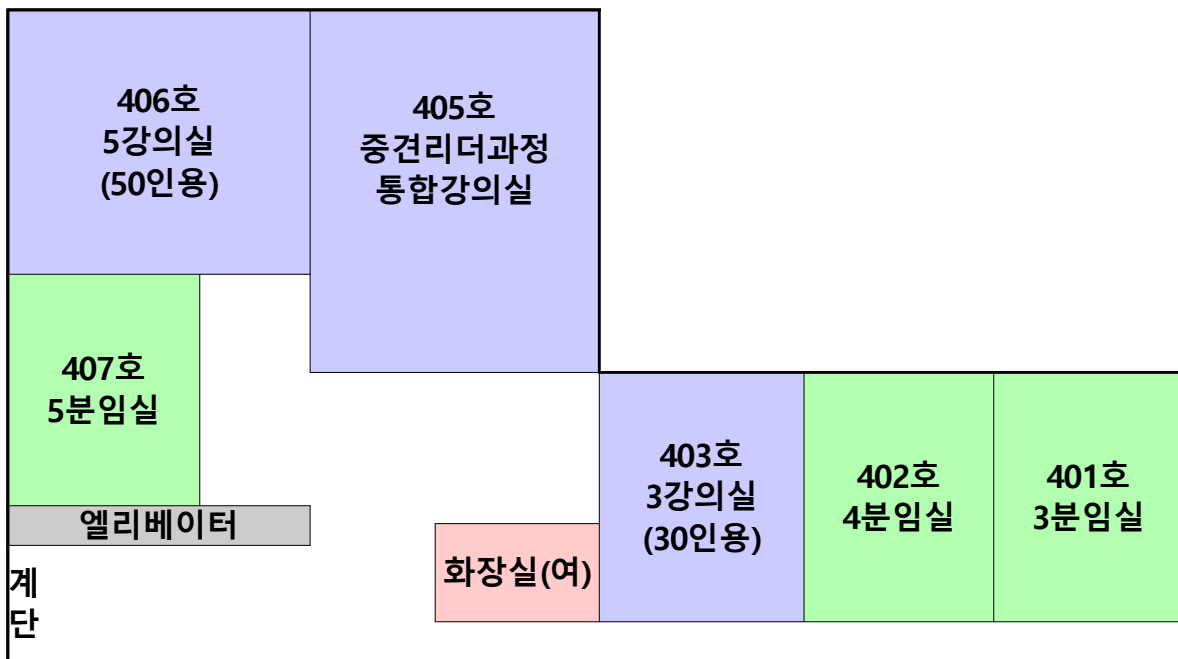 406호
5강의실
(50인용)
405호
중견리더과정
통합강의실
407호
5분임실
엘리베이터
계
단
화장실(여)
403호
3강의실
(30인용)
402호
4분임실
401호
3분임실